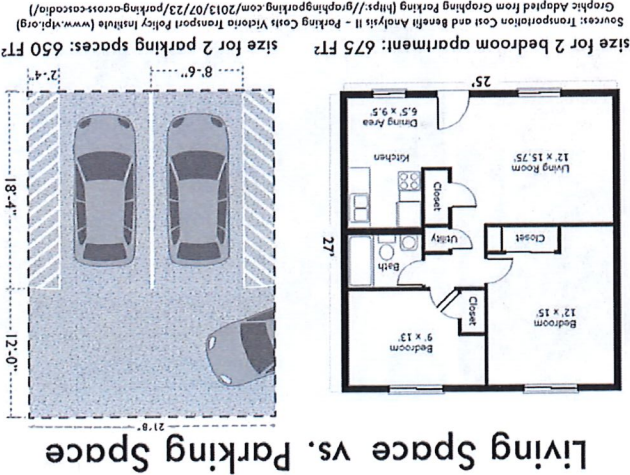 Living Space vs. Parking Space
21'8"
Bedroom
12' x 15'
Bedroom
9' x 13'
12'-0"
Closet
Closet
Bath
Utility
27'
Closet
Living Room
12' x 15.75'
Kitchen
Dining Area
6.5' x 9.5'
18'-4"
25'
8'-6"
2'-4"
size for 2 bedroom apartment: 675 FT²
size for 2 parking spaces: 650 FT²
Sources: Transportation Cost and Benefit Analysis II – Parking Costs Victoria Transport Policy Institute (www.vtpi.org)
Graphic Adapted from Graphing Parking (https://graphingparking.com/2013/07/23/parking-across-cascadia/)